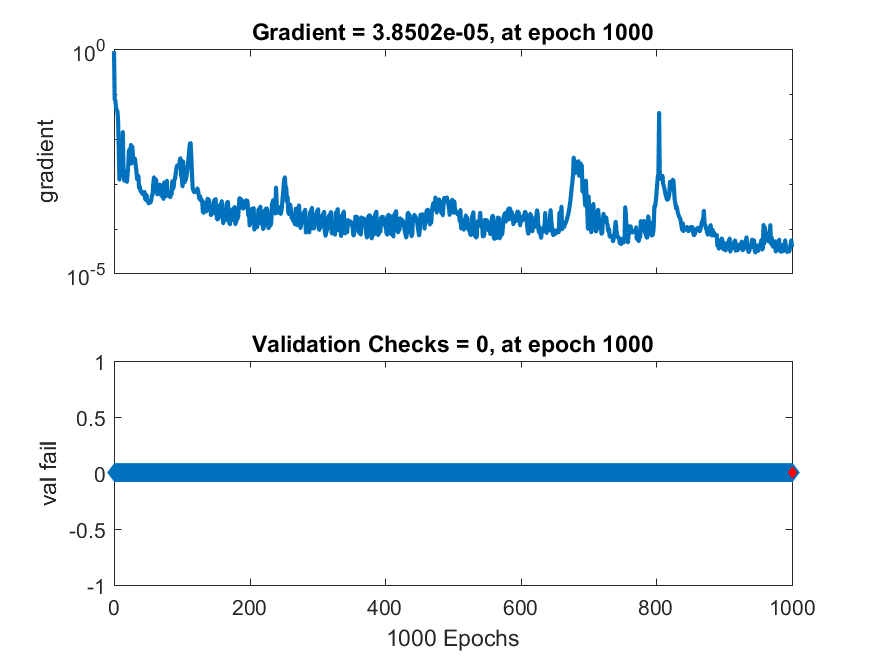 Gradient = 3.8502e-05, at epoch 1000
10^0
gradient
10^-5
Validation Checks = 0, at epoch 1000
1
0.5
val fail
0
-0.5
-1
0 200 400 600 800 1000
1000 Epochs